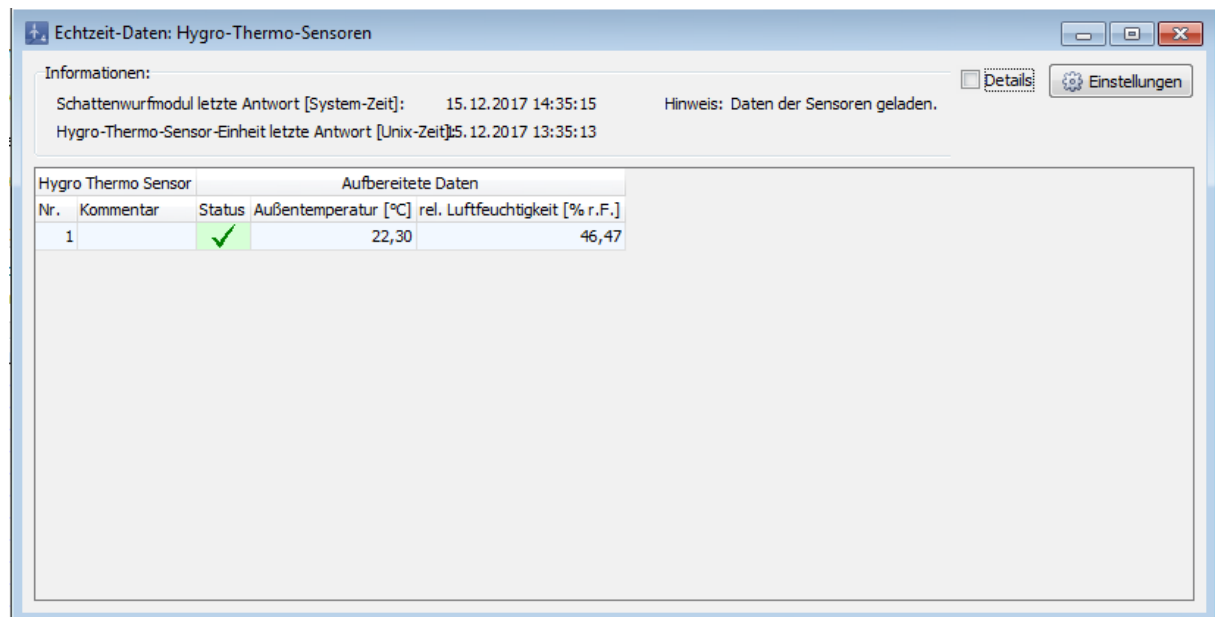 Echtzeit-Daten: Hygro-Thermo-Sensoren
Informationen:
Details
Einstellungen
Schattenwurfmodul letzte Antwort [System-Zeit]: 15.12.2017 14:35:15 Hinweis: Daten der Sensoren geladen.
Hygro-Thermo-Sensor-Einheit letzte Antwort [Unix-Zeit]: 15.12.2017 13:35:13
Hygro Thermo Sensor Aufbereitete Daten
Nr. Kommentar Status Außentemperatur [°C] rel. Luftfeuchtigkeit [% r.F.]
1 22,30 46,47